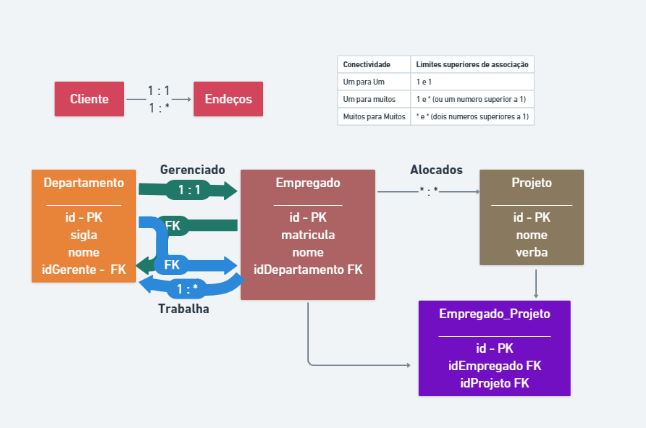 Conectividade Limites superiores de associação
Um para Um 1 e 1
Um para muitos 1 e * (ou um numero superior a 1)
Muitos para Muitos * e * (dois numeros superiores a 1)
Cliente
1 : 1
1 : *
Endeços
Departamento
id - PK
sigla
nome
idGerente - FK
Gerenciado
1 : 1
FK
FK
1 : *
Trabalha
Empregado
id - PK
matricula
nome
idDepartamento FK
Alocados
* : *
Projeto
id - PK
nome
verba
Empregado_Projeto
id - PK
idEmpregado FK
idProjeto FK